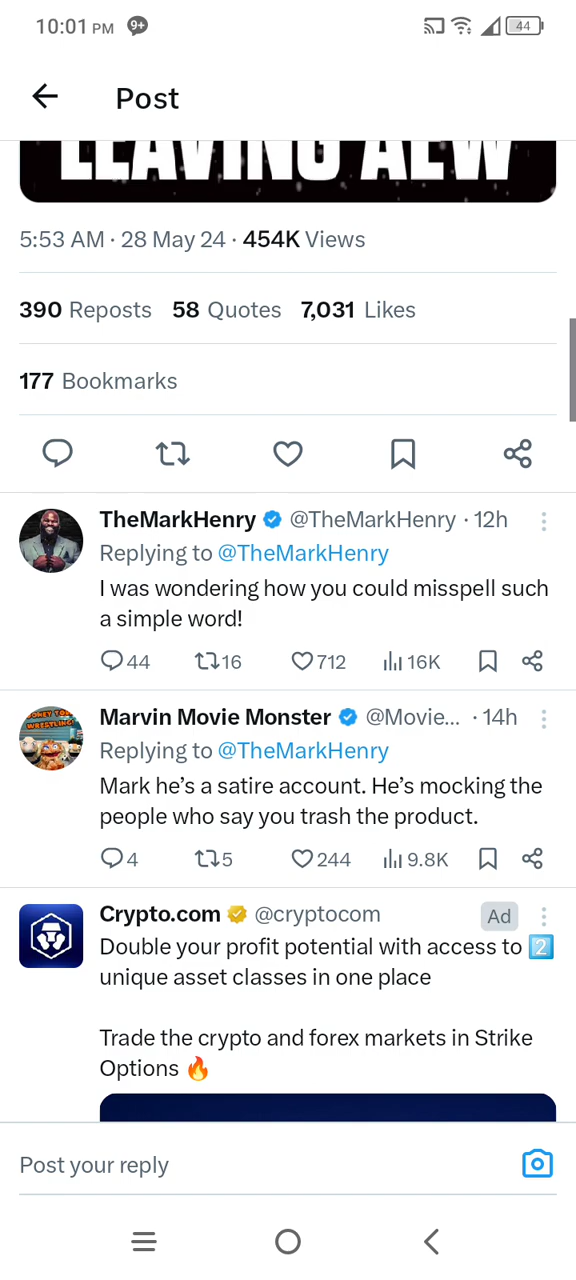 10:01 PM 9+ 44
Post
LEAVING AEW
5:53 AM · 28 May 24 · 454K Views
390 Reposts 58 Quotes 7,031 Likes
177 Bookmarks
TheMarkHenry @TheMarkHenry · 12h
Replying to @TheMarkHenry
I was wondering how you could misspell such
a simple word!
44 16 712 16K
Marvin Movie Monster @Movie... · 14h
Replying to @TheMarkHenry
Mark he's a satire account. He's mocking the
people who say you trash the product.
4 5 244 9.8K
Crypto.com @cryptocom Ad
Double your profit potential with access to 2️⃣
unique asset classes in one place
Trade the crypto and forex markets in Strike
Options 🔥
Post your reply